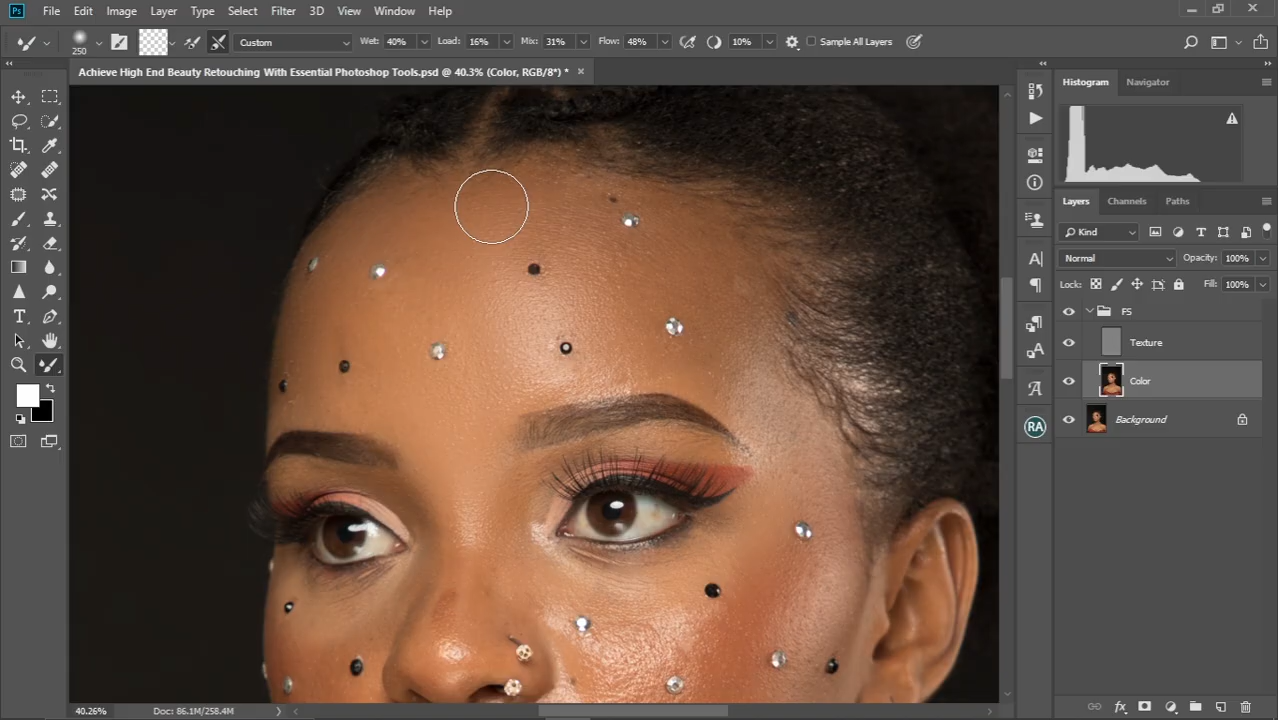 Ps File Edit Image Layer Type Select Filter 3D View Window Help
250 Custom Wet: 40% Load: 16% Mix: 31% Flow: 48% 10% Sample All Layers
Achieve High End Beauty Retouching With Essential Photoshop Tools.psd @ 40.3% (Color, RGB/8*) *
Histogram Navigator
Layers Channels Paths
Kind
Normal Opacity: 100%
Lock: Fill: 100%
FS
Texture
Color
Background
RA
40.26% Doc: 86.1M/258.4M